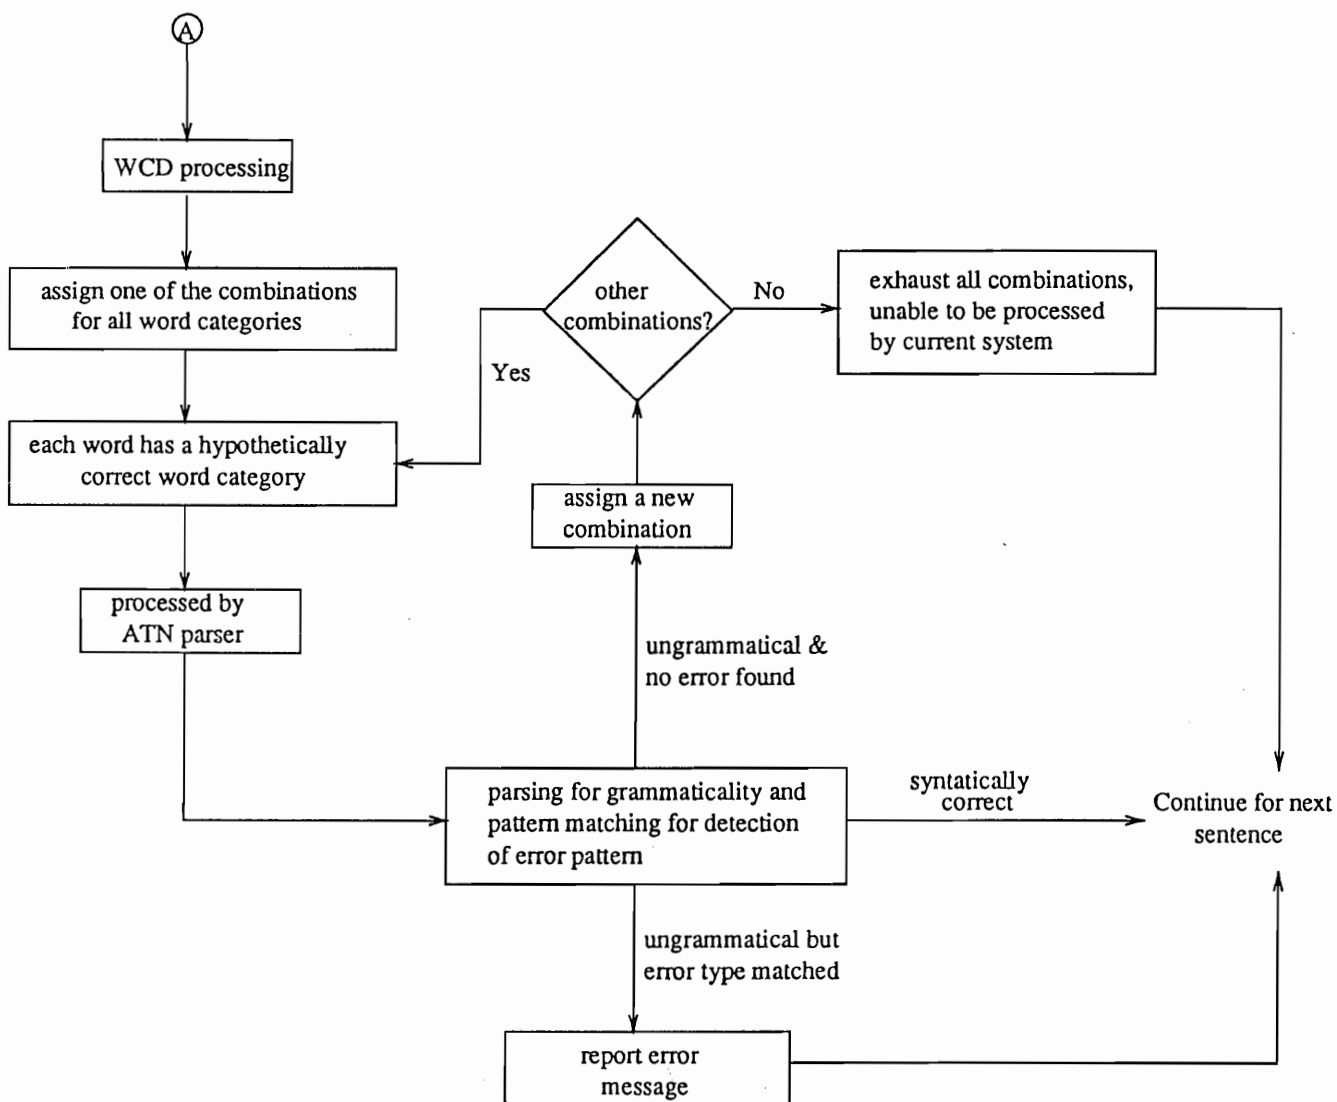 A
WCD processing
assign one of the combinations
for all word categories
each word has a hypothetically
correct word category
processed by
ATN parser
other
combinations?
Yes
No
exhaust all combinations,
unable to be processed
by current system
assign a new
combination
ungrammatical &
no error found
parsing for grammaticality and
pattern matching for detection
of error pattern
syntatically
correct
Continue for next
sentence
ungrammatical but
error type matched
report error
message